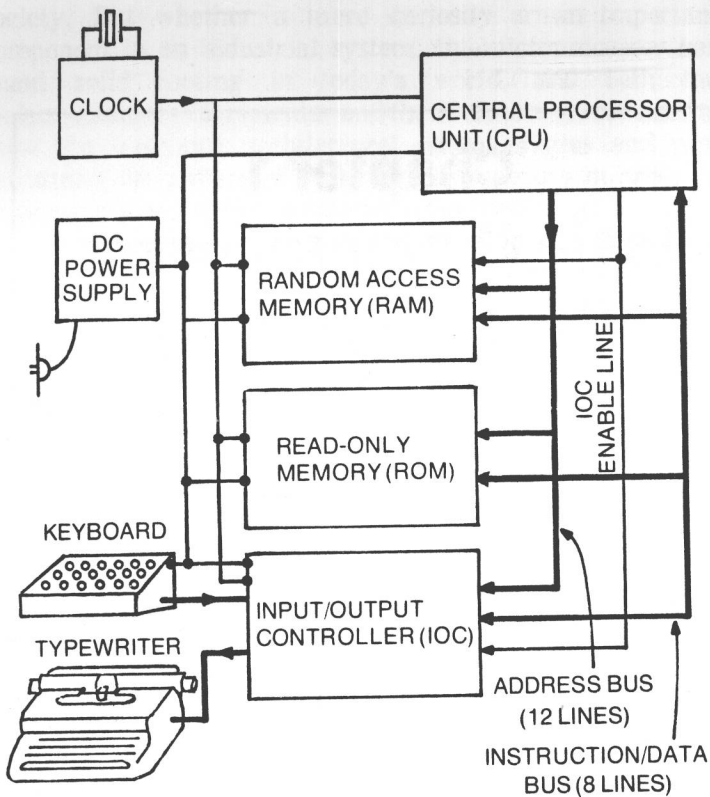 CLOCK
CENTRAL PROCESSOR
UNIT (CPU)
DC
POWER
SUPPLY
RANDOM ACCESS
MEMORY (RAM)
IOC
ENABLE LINE
READ-ONLY
MEMORY (ROM)
KEYBOARD
INPUT/OUTPUT
CONTROLLER (IOC)
TYPEWRITER
ADDRESS BUS
(12 LINES)
INSTRUCTION/DATA
BUS (8 LINES)